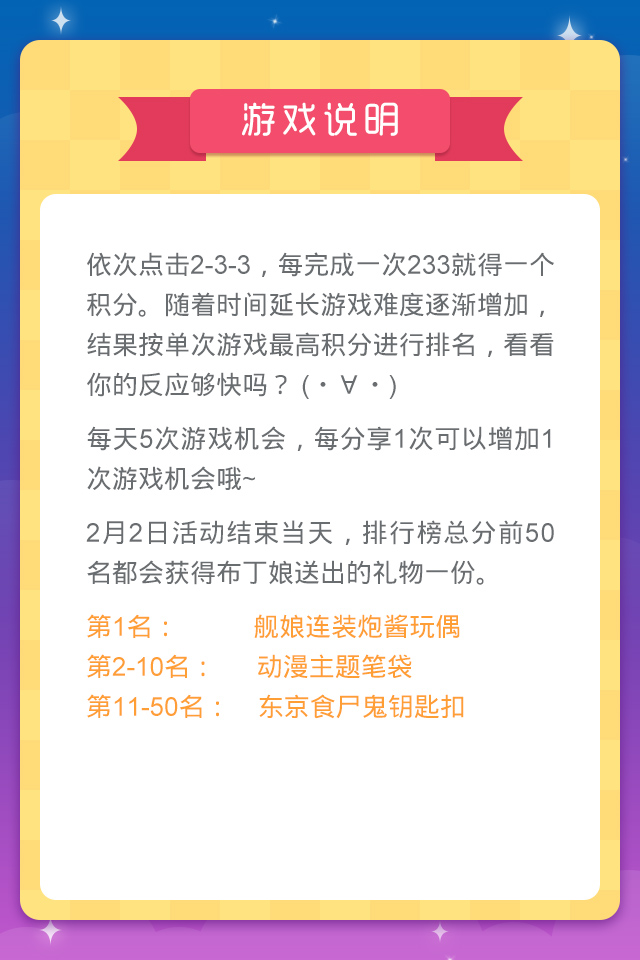 游戏说明
依次点击2-3-3，每完成一次233就得一个
积分。随着时间延长游戏难度逐渐增加，
结果按单次游戏最高积分进行排名，看看
你的反应够快吗？(・∀・)
每天5次游戏机会，每分享1次可以增加1
次游戏机会哦~
2月2日活动结束当天，排行榜总分前50
名都会获得布丁娘送出的礼物一份。
第1名： 舰娘连装炮酱玩偶
第2-10名： 动漫主题笔袋
第11-50名： 东京食尸鬼钥匙扣